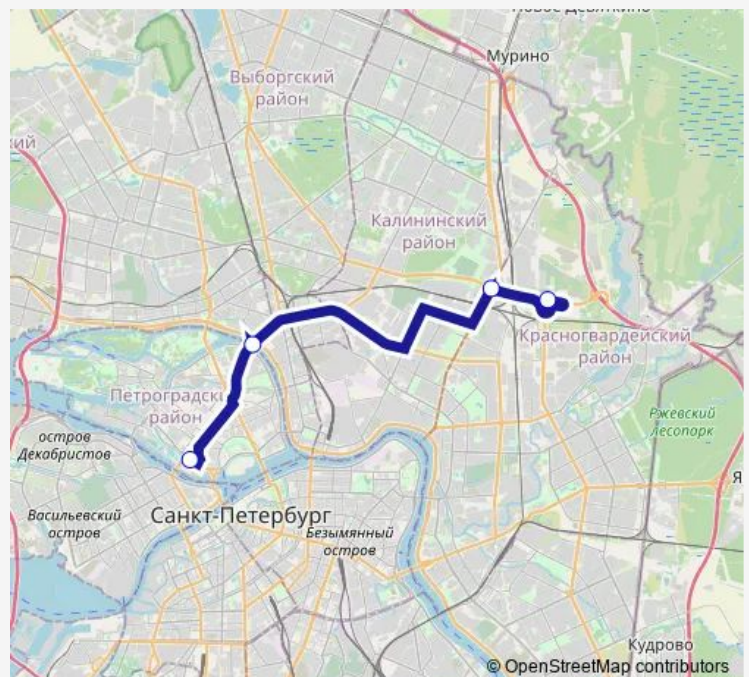 Мурино
Выборгский
район
Калининский
район
Красногвардейский
район
Петроградский
район
Ржевский
лесопарк
остров
Декабристов
Васильевский
остров
Санкт-Петербург
Безымянный
остров
Я
Кудрово
© OpenStreetMap contributors